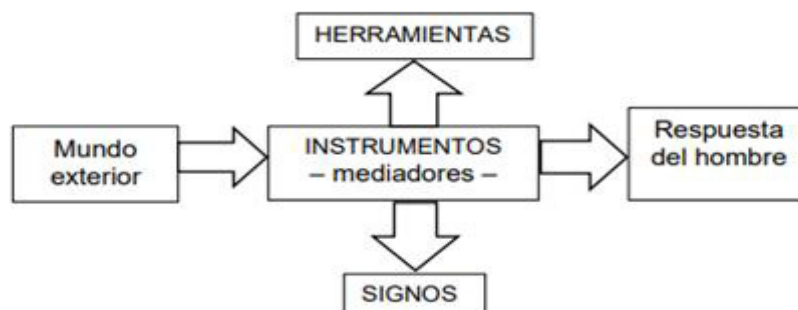 HERRAMIENTAS
Mundo
exterior
INSTRUMENTOS
– mediadores –
Respuesta
del hombre
SIGNOS